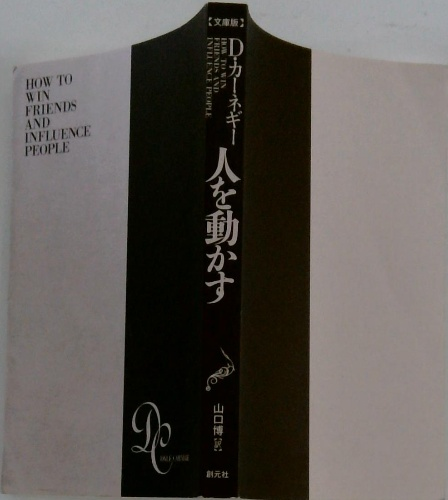 HOW TO
WIN
FRIENDS
AND
INFLUENCE
PEOPLE
【文庫版】
D・カーネギー
HOW TO WIN
FRIENDS AND
INFLUENCE PEOPLE
人を動かす
山口博[訳]
創元社
DC